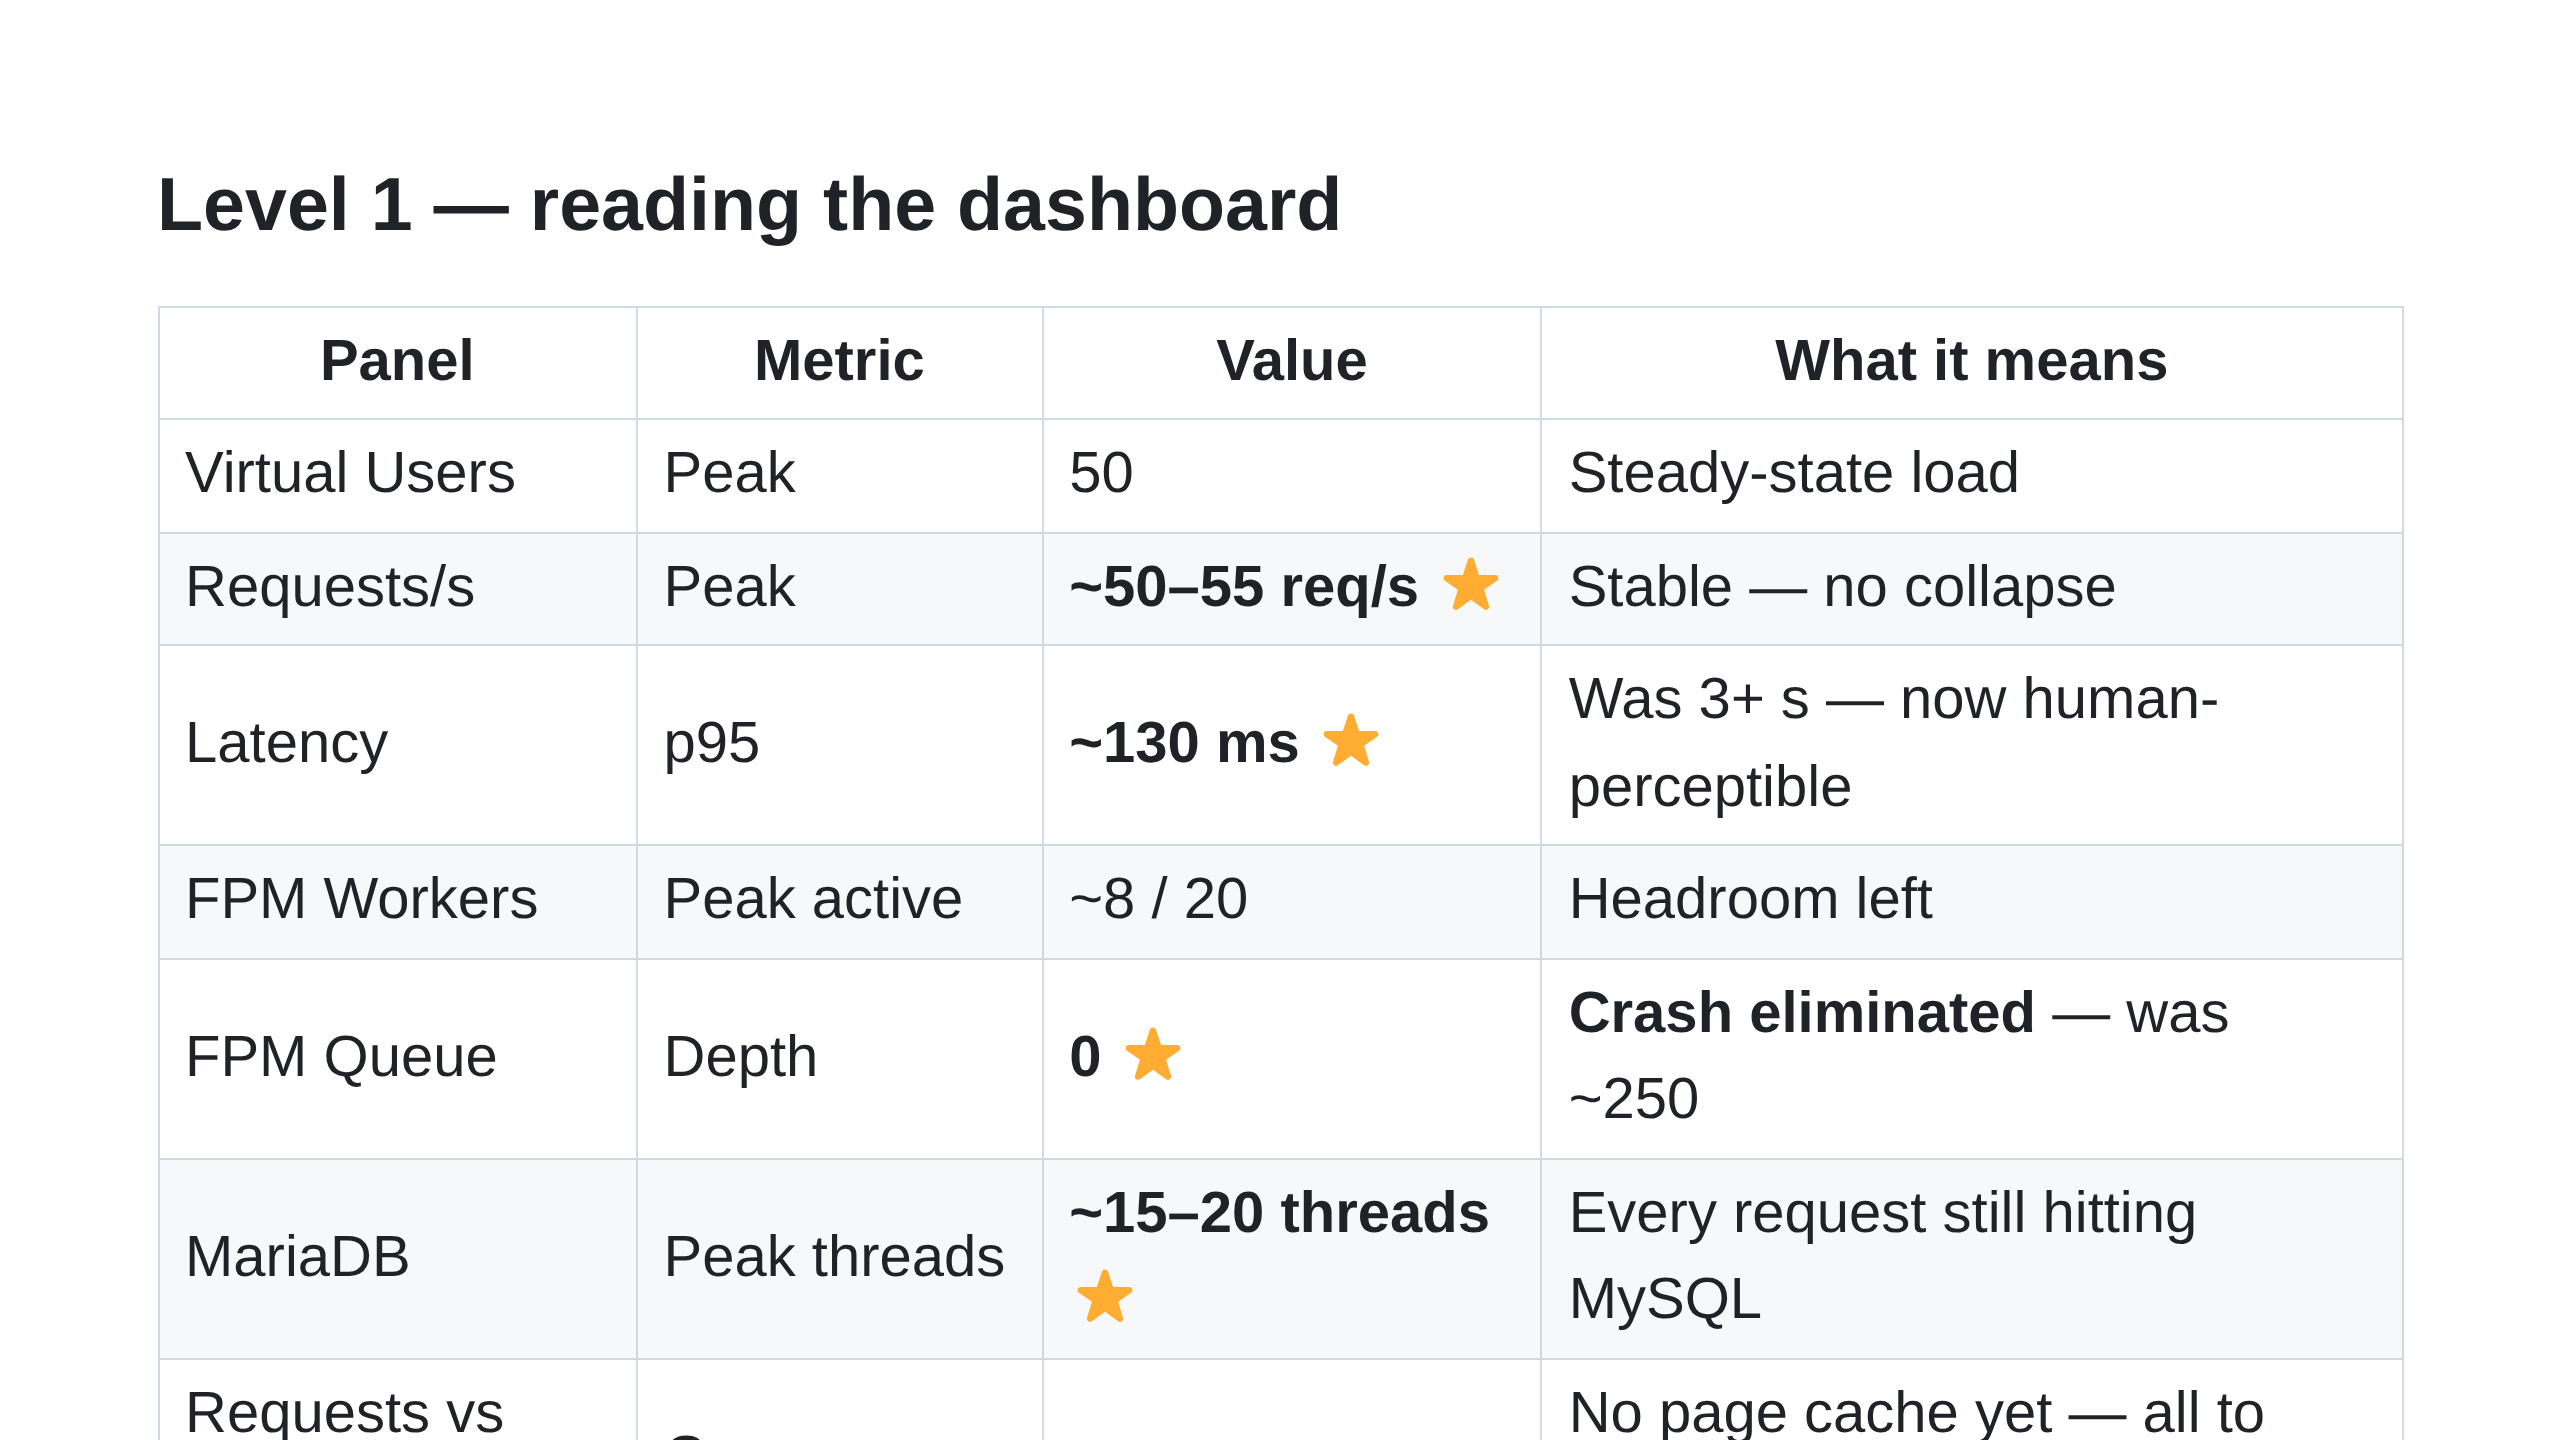 Level 1 — reading the dashboard
Panel Metric Value What it means
Virtual Users Peak 50 Steady-state load
Requests/s Peak ~50–55 req/s ⭐ Stable — no collapse
Latency p95 ~130 ms ⭐ Was 3+ s — now human-
perceptible
FPM Workers Peak active ~8 / 20 Headroom left
FPM Queue Depth 0 ⭐ Crash eliminated — was
~250
MariaDB Peak threads ~15–20 threads ⭐ Every request still hitting
MySQL
Requests vs No page cache yet — all to